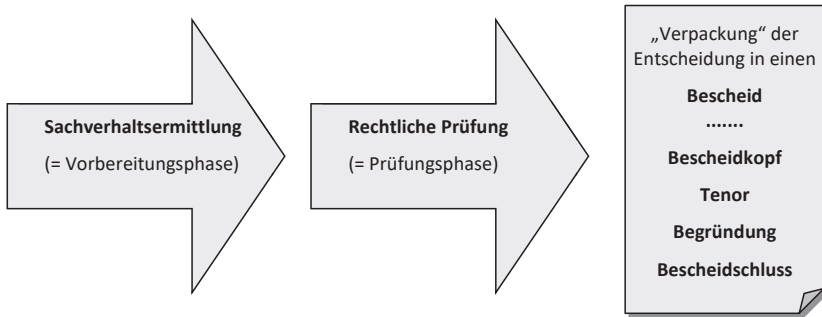 Sachverhaltsermittlung
(= Vorbereitungsphase)
Rechtliche Prüfung
(= Prüfungsphase)
„Verpackung“ der
Entscheidung in einen
Bescheid
.......
Bescheidkopf
Tenor
Begründung
Bescheidschluss